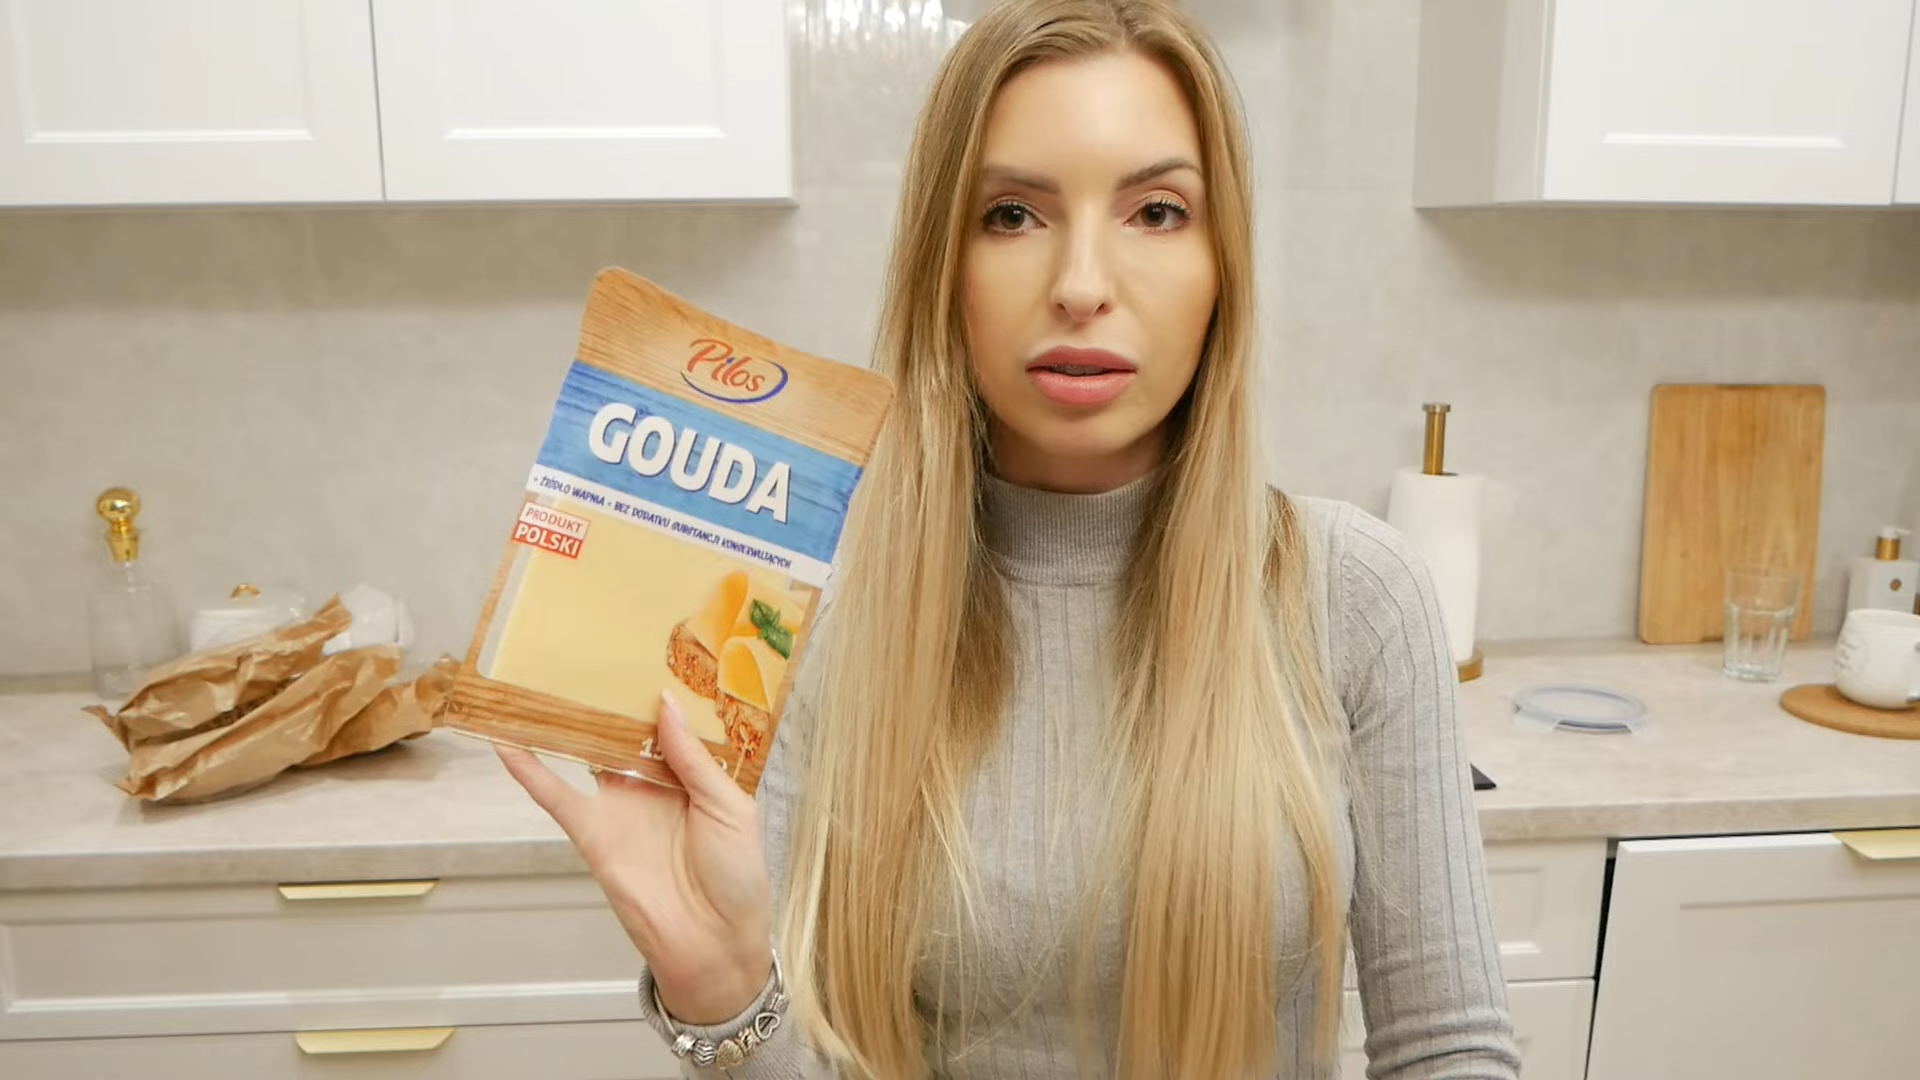 Pilos
GOUDA
• ŹRÓDŁO WAPNIA • BEZ DODATKU SUBSTANCJI KONSERWUJĄCYCH
PRODUKT
POLSKI